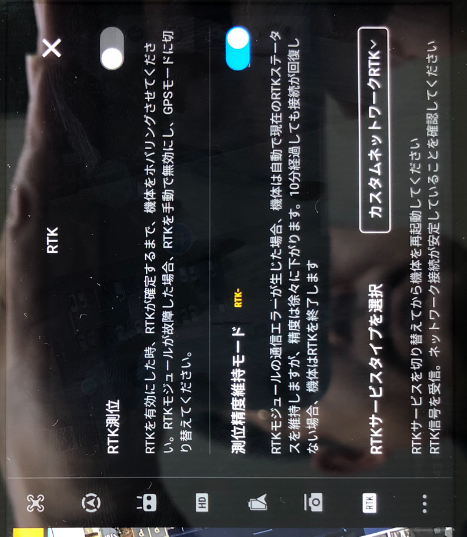 RTK
RTK測位
RTKを有効にした時、RTKが確定するまで、機体をホバリングさせてくださ
い。RTKモジュールが故障した場合、RTKを手動で無効にし、GPSモードに切
り替えてください。
測位精度維持モード RTK-
RTKモジュールの通信エラーが生じた場合、機体は自動で現在のRTKステータ
スを維持しますが、精度は徐々に下がります。10分経過しても接続が回復し
ない場合、機体はRTKを終了します
RTKサービスタイプを選択 カスタムネットワークRTK
RTKサービスを切り替えてから機体を再起動してください
RTK信号を受信。ネットワーク接続が安定していることを確認してください
HD
RTK